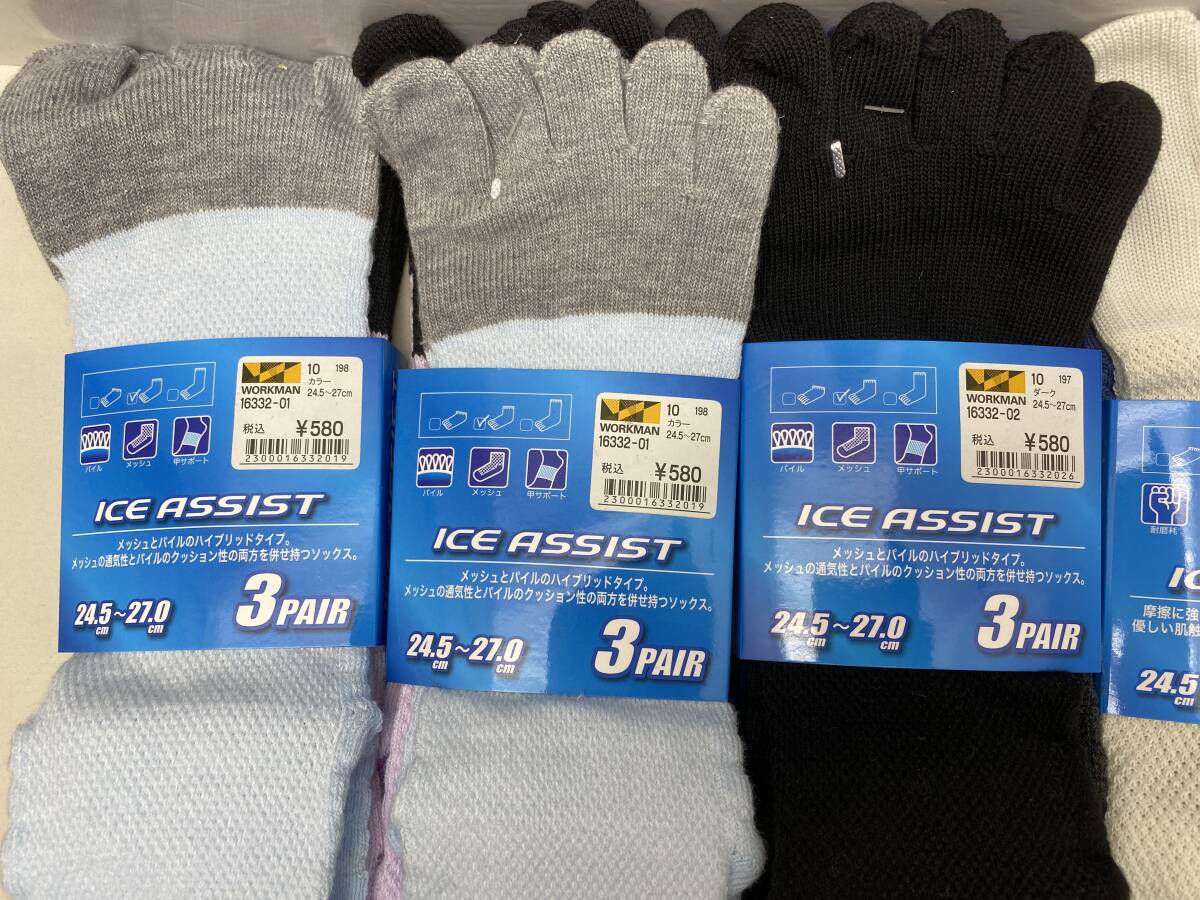 WORKMAN
10 198
カラー
24.5~27cm
16332-01
税込 ¥580
2300016332019
パイル メッシュ 甲サポート
ICE ASSIST
メッシュとパイルのハイブリッドタイプ。
メッシュの通気性とパイルのクッション性の両方を併せ持つソックス。
24.5cm~27.0cm 3PAIR
WORKMAN
10 198
カラー
24.5~27cm
16332-01
税込 ¥580
2300016332019
パイル メッシュ 甲サポート
ICE ASSIST
メッシュとパイルのハイブリッドタイプ。
メッシュの通気性とパイルのクッション性の両方を併せ持つソックス。
24.5cm~27.0cm 3PAIR
WORKMAN
10 197
ダーク
24.5~27cm
16332-02
税込 ¥580
2300016332026
パイル メッシュ 甲サポート
ICE ASSIST
メッシュとパイルのハイブリッドタイプ。
メッシュの通気性とパイルのクッション性の両方を併せ持つソックス。
24.5cm~27.0cm 3PAIR
耐磨耗
摩擦に強
優しい肌触
24.5cm